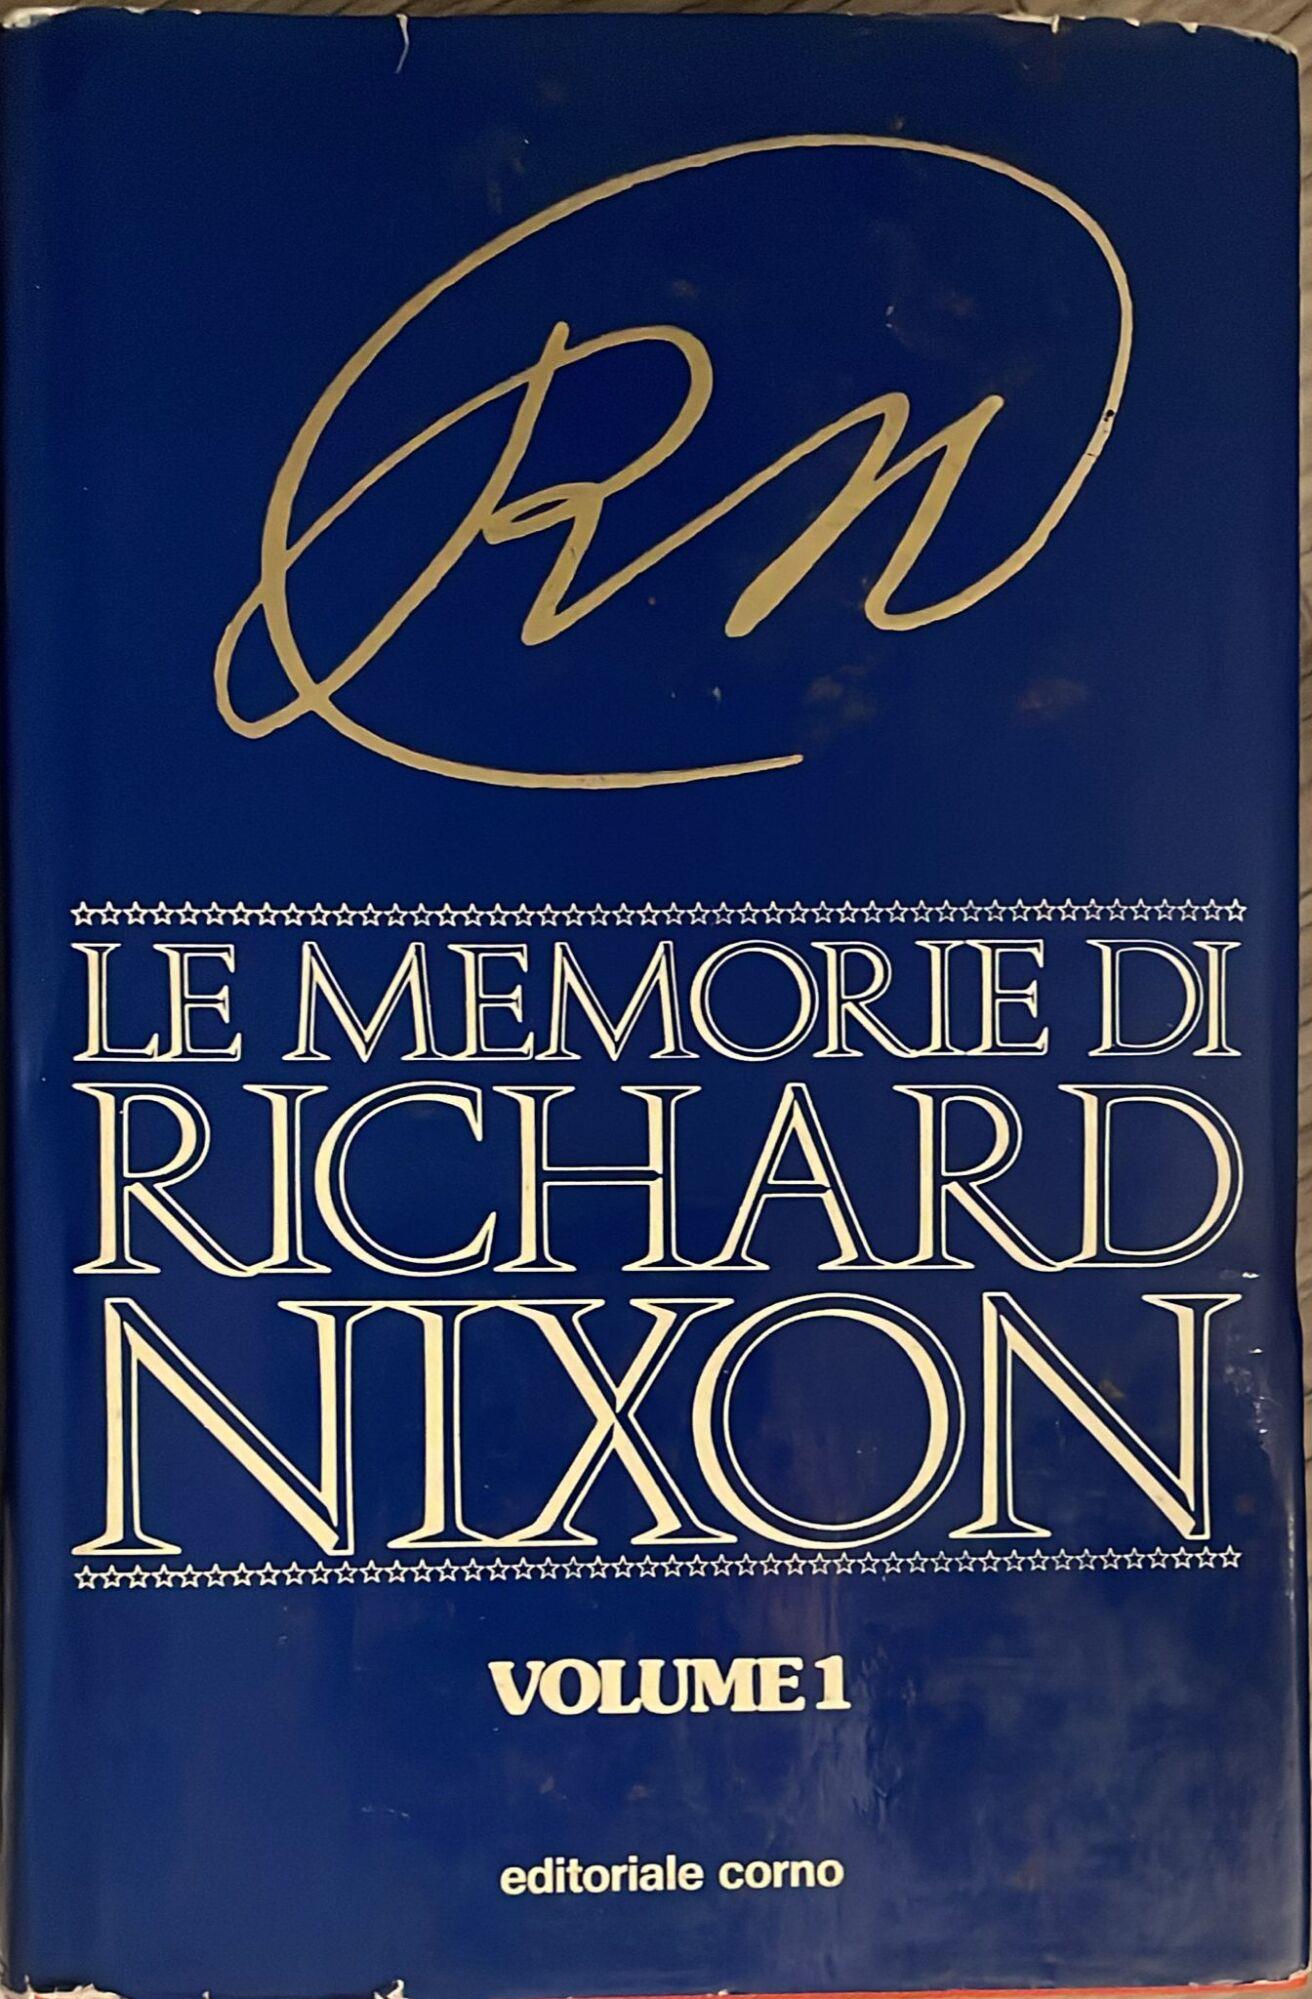 RN
LE MEMORIE DI
RICHARD
NIXON
VOLUME 1
editoriale corno